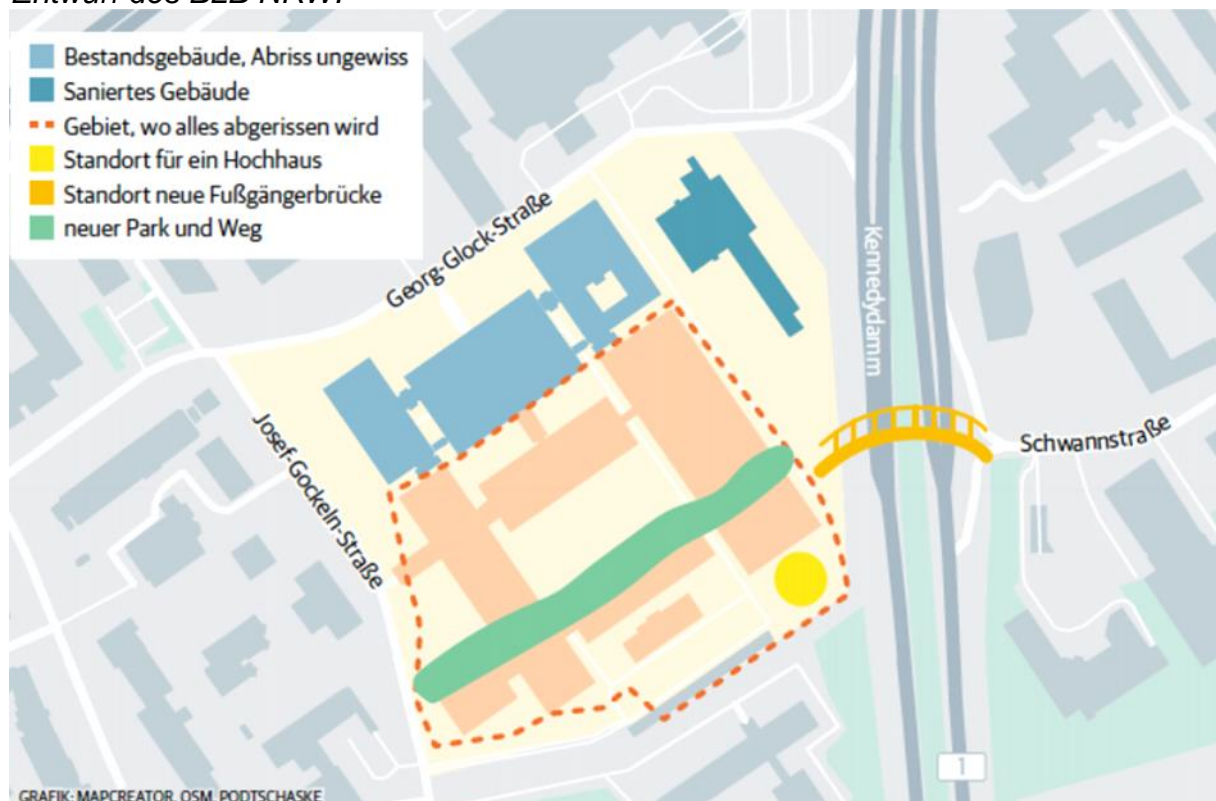 Entwurf des BLB NRW:
Bestandsgebäude, Abriss ungewiss
Saniertes Gebäude
Gebiet, wo alles abgerissen wird
Standort für ein Hochhaus
Standort neue Fußgängerbrücke
neuer Park und Weg
Georg-Glock-Straße
Kennedydamm
Josef-Gockeln-Straße
Schwannstraße
1
GRAFIK: MAPCREATOR, OSM, PODTSCHASKE